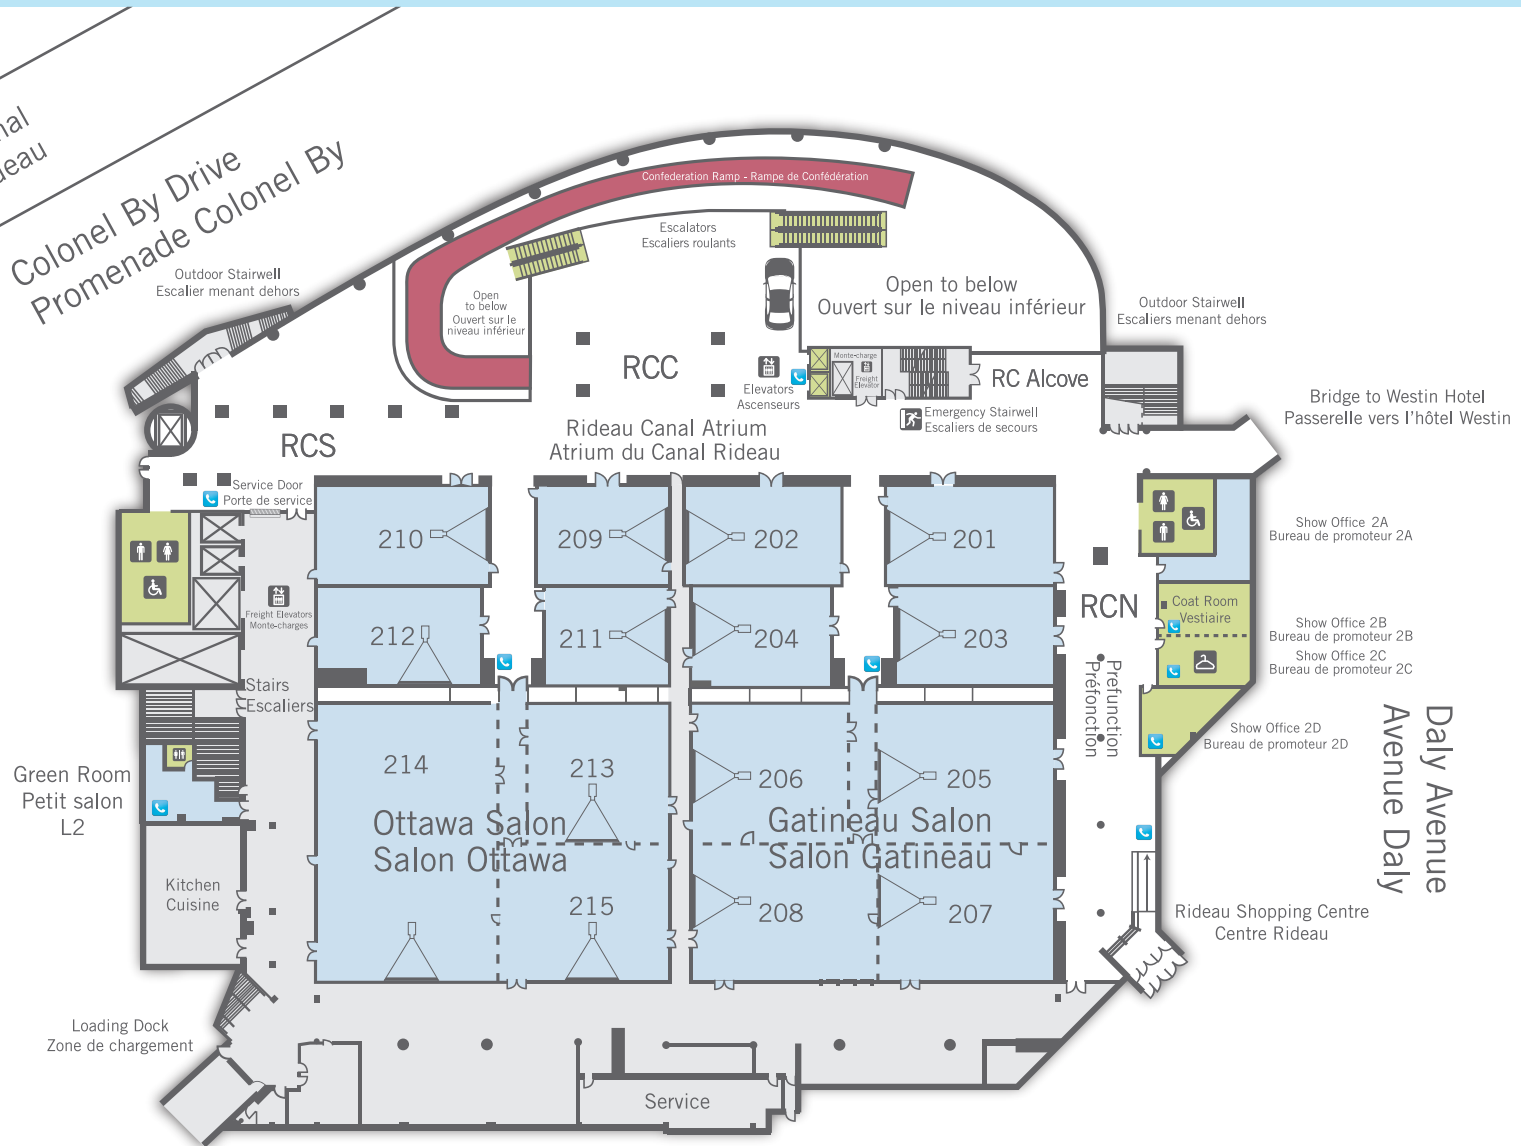 Colonel By Drive
Promenade Colonel By
Outdoor Stairwell
Escalier menant dehors
Confederation Ramp - Rampe de Confédération
Escalators
Escaliers roulants
Open
to below
Ouvert sur le
niveau inférieur
Open to below
Ouvert sur le niveau inférieur
Outdoor Stairwell
Escaliers menant dehors
RCC
Elevators
Ascenseurs
Monte-charge
Freight
Elevator
RC Alcove
Emergency Stairwell
Escaliers de secours
Bridge to Westin Hotel
Passerelle vers l'hôtel Westin
RCS
Rideau Canal Atrium
Atrium du Canal Rideau
Service Door
Porte de service
210
209
202
201
Show Office 2A
Bureau de promoteur 2A
Freight Elevators
Monte-charges
212
211
204
203
RCN
Coat Room
Vestiaire
Show Office 2B
Bureau de promoteur 2B
Show Office 2C
Bureau de promoteur 2C
Stairs
Escaliers
Prefunction
Préfonction
Show Office 2D
Bureau de promoteur 2D
Daly Avenue
Avenue Daly
Green Room
Petit salon
L2
214
213
206
205
Ottawa Salon
Salon Ottawa
Gatineau Salon
Salon Gatineau
Kitchen
Cuisine
215
208
207
Rideau Shopping Centre
Centre Rideau
Loading Dock
Zone de chargement
Service